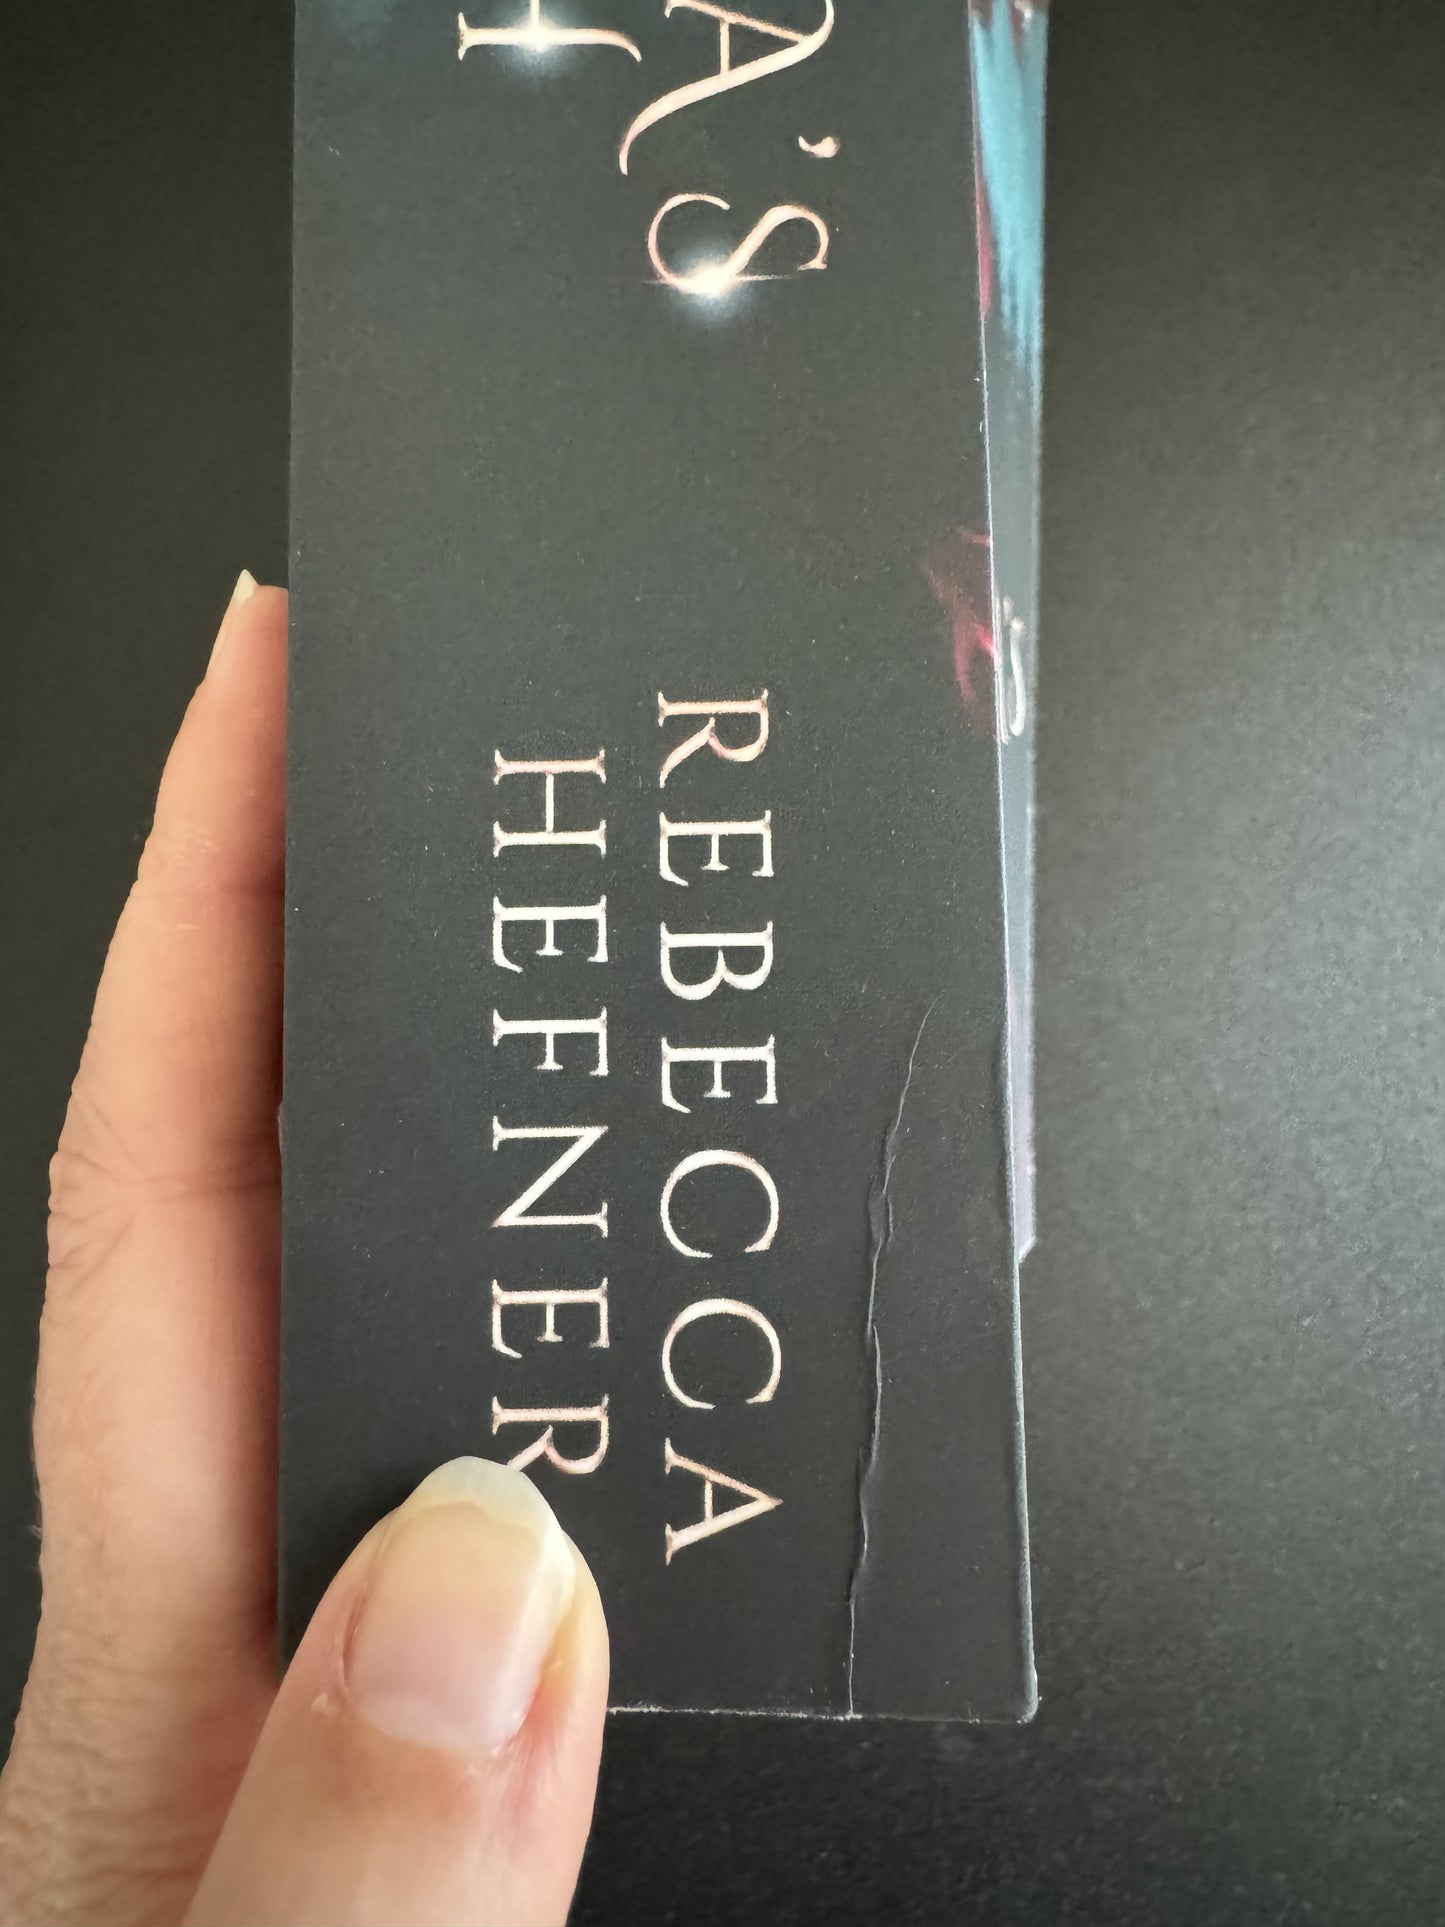 A'S
H
REBECCA
HEFNER